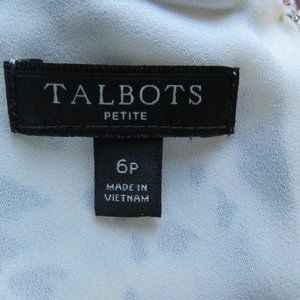 TALBOTS
PETITE
6P
MADE IN
VIETNAM